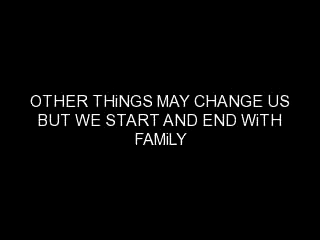 OTHER THiNGS MAY CHANGE US
BUT WE START AND END WiTH
FAMiLY